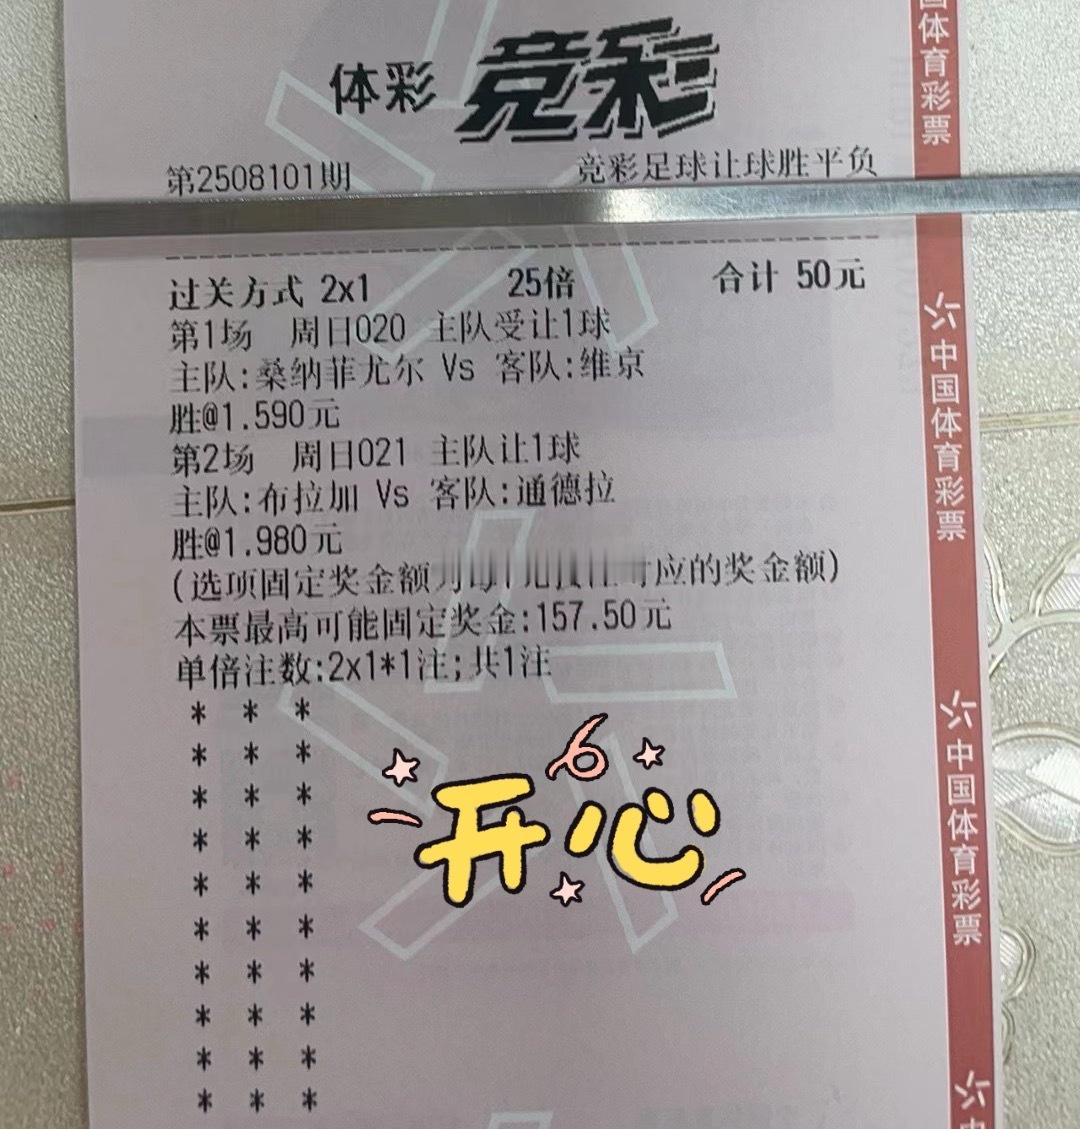 体彩 竞彩
第2508101期 竞彩足球让球胜平负
过关方式 2x1 25倍 合计 50元
第1场 周日020 主队受让1球
主队:桑纳菲尤尔 Vs 客队:维京
胜@1.590元
第2场 周日021 主队让1球
主队:布拉加 Vs 客队:通德拉
胜@1.980元
(选项固定奖金额 应的奖金额)
本票最高可能固定奖金:157.50元
单倍注数:2x1*1注;共1注
* * *
* * *
* * *
* * *
* * *
* * *
* * *
* * *
* * *
* * *
开心
国体育彩票
中国体育彩票
中国体育彩票
中